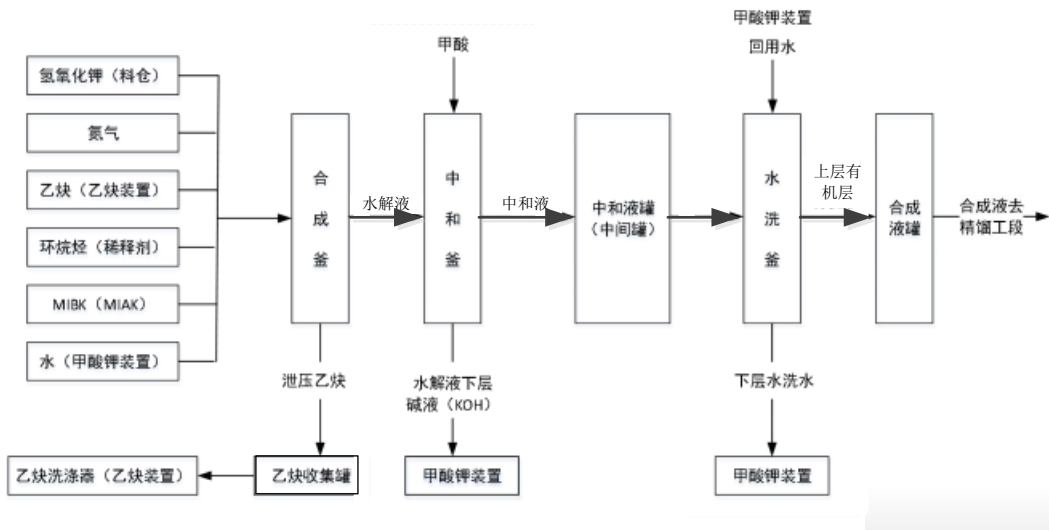 甲酸钾装置
回用水
甲酸
氢氧化钾（料仓）
氮气
乙炔（乙炔装置）
环烷烃（稀释剂）
MIBK（MIAK）
水（甲酸钾装置）
合成釜
水解液
中和釜
中和液
中和液罐
（中间罐）
水洗釜
上层有
机层
合成
液罐
合成液去
精馏工段
泄压乙炔
水解液下层
碱液（KOH）
下层水洗水
乙炔洗涤器（乙炔装置）
乙炔收集罐
甲酸钾装置
甲酸钾装置